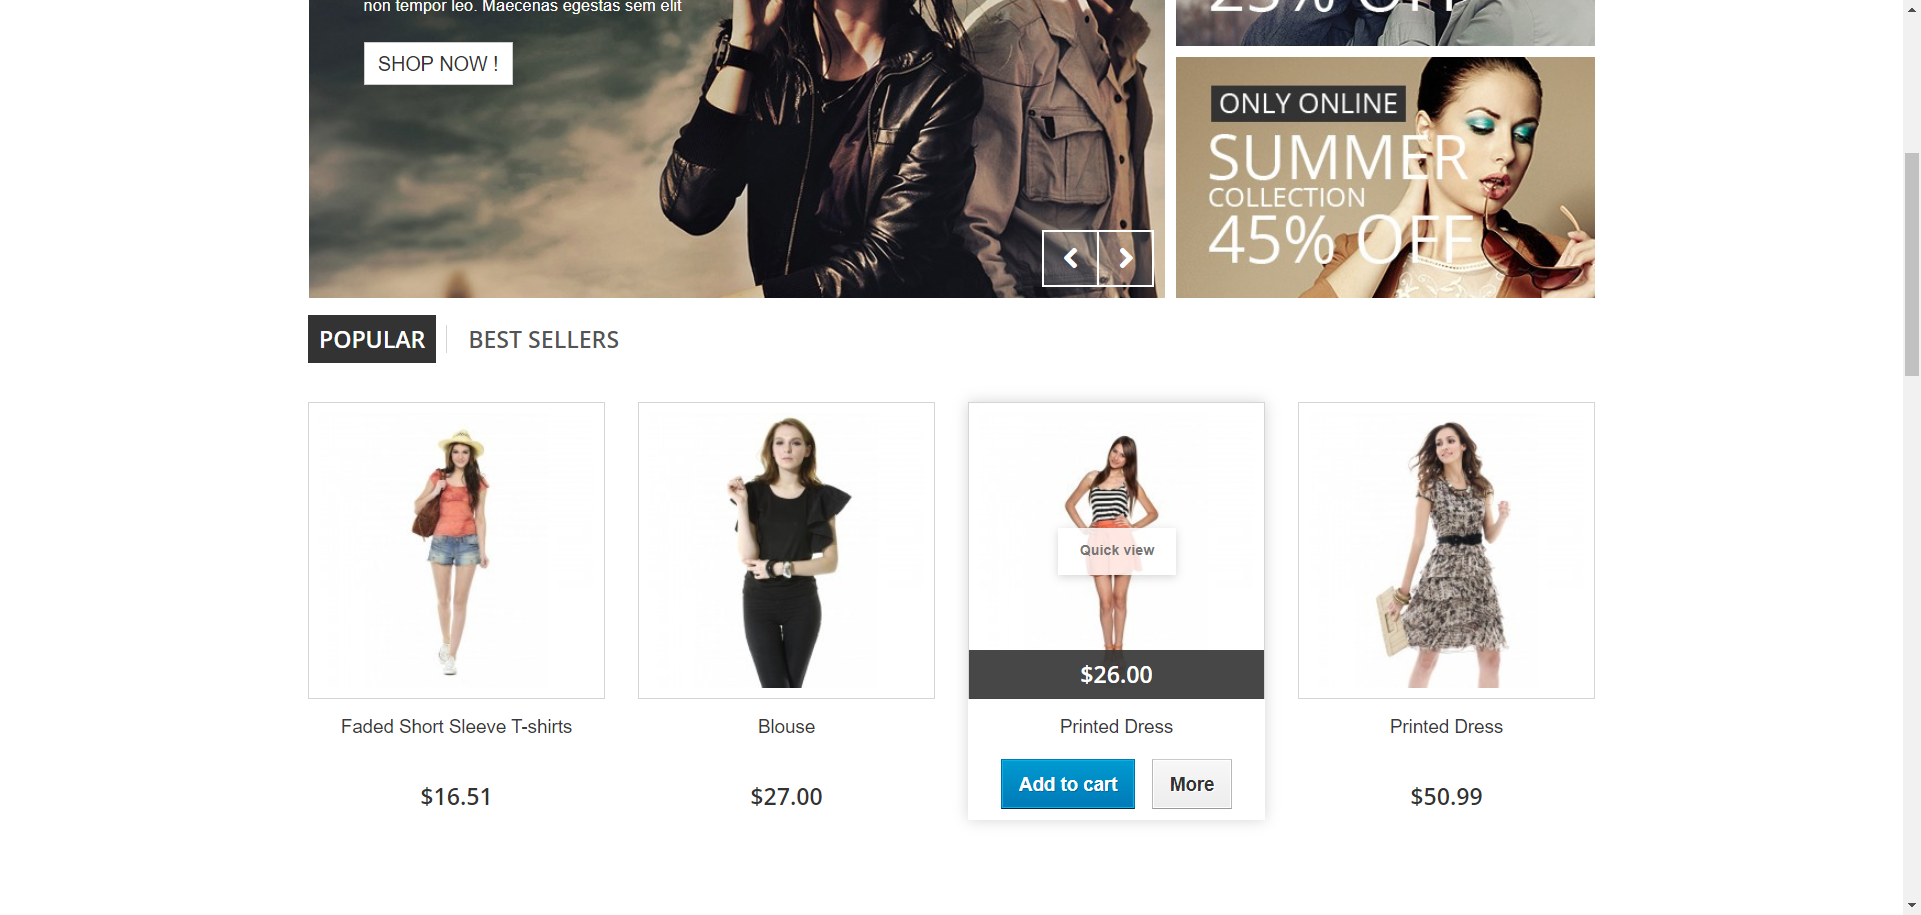 non tempor leo. Maecenas egestas sem elit
SHOP NOW !
25% OFF
ONLY ONLINE
SUMMER
COLLECTION
45% OFF
POPULAR
BEST SELLERS
Quick view
$26.00
Faded Short Sleeve T-shirts
Blouse
Printed Dress
Printed Dress
Add to cart
More
$16.51
$27.00
$50.99